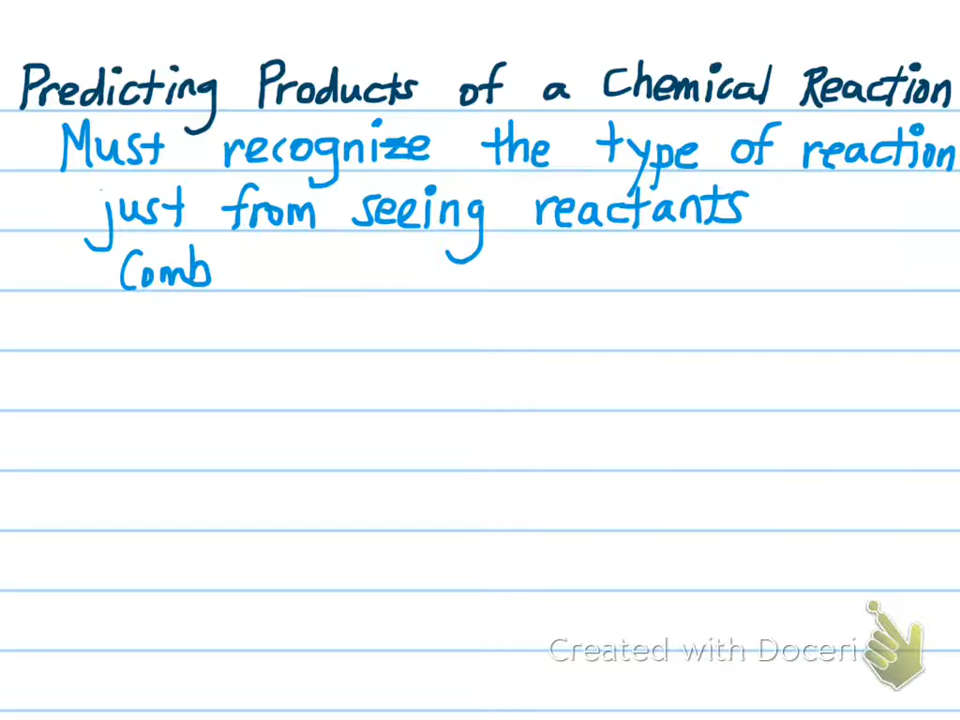 Predicting Products of a Chemical Reaction
Must recognize the type of reaction
just from seeing reactants
Comb
Created with Doceri